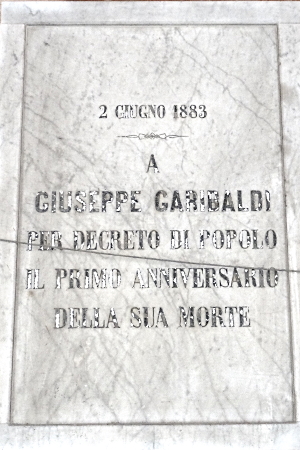 2 GIUGNO 1883
A
GIUSEPPE GARIBALDI
PER DECRETO DI POPOLO
IL PRIMO ANNIVERSARIO
DELLA SUA MORTE